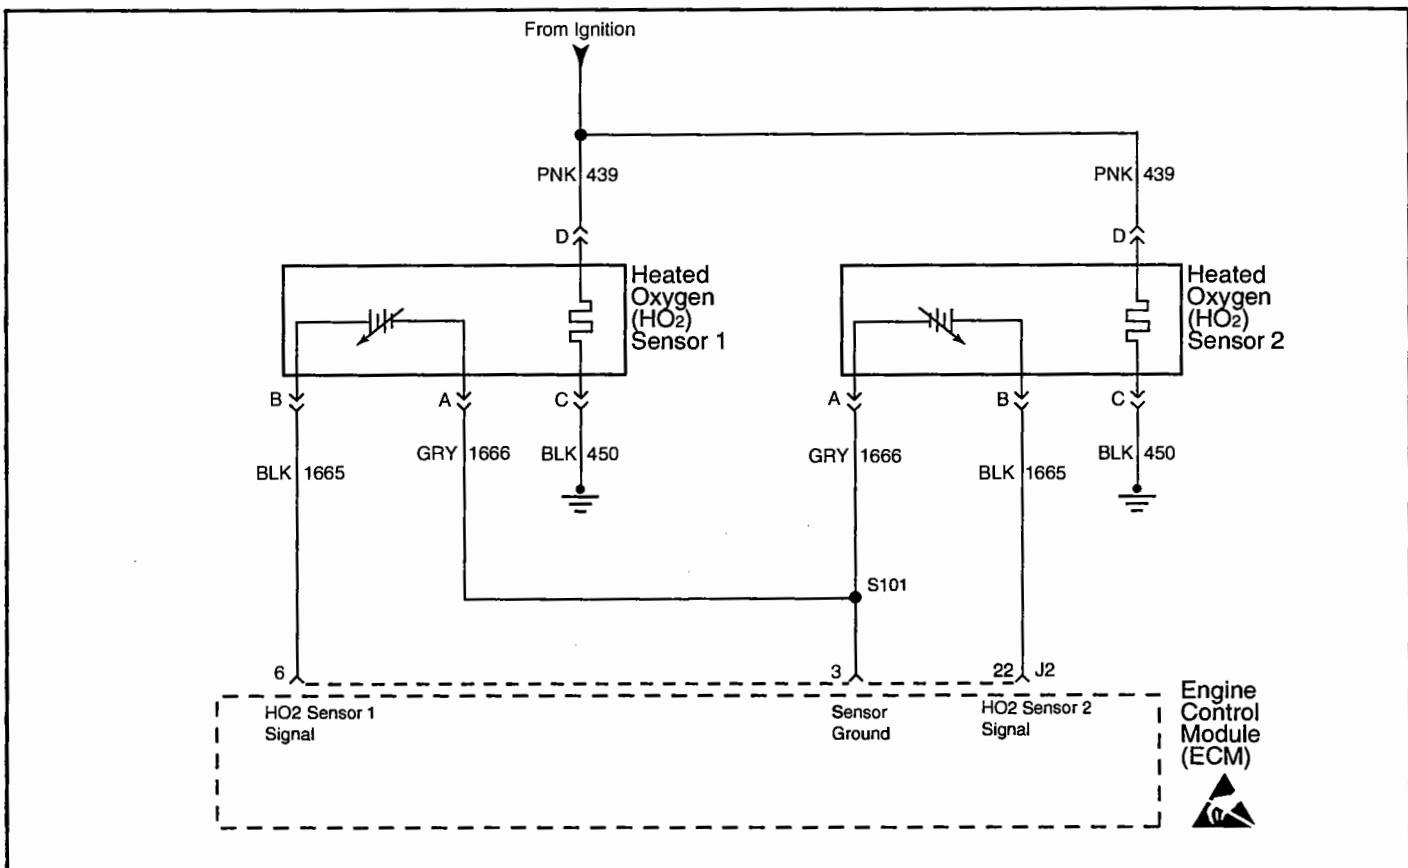 From Ignition
PNK 439
PNK 439
D
D
Heated
Oxygen
(HO2)
Sensor 1
Heated
Oxygen
(HO2)
Sensor 2
B
A
C
A
B
C
BLK 1665
GRY 1666
BLK 450
GRY 1666
BLK 1665
BLK 450
S101
6
3
22
J2
HO2 Sensor 1
Signal
Sensor
Ground
HO2 Sensor 2
Signal
Engine
Control
Module
(ECM)